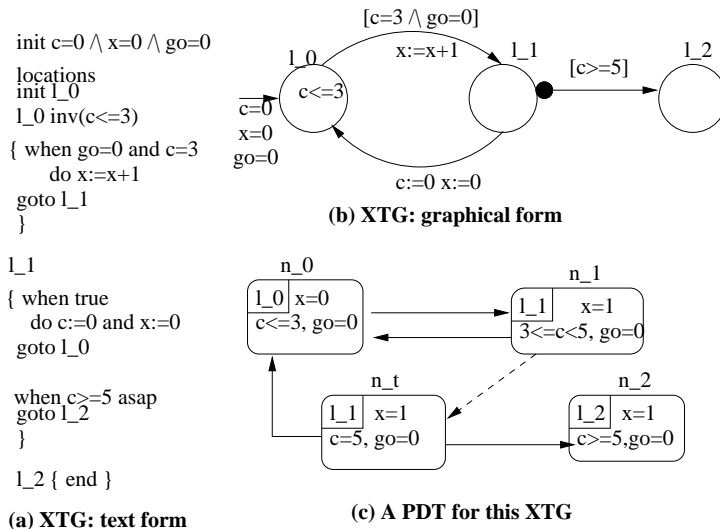 init c=0 /\ x=0 /\ go=0
locations
init l_0
l_0 inv(c<=3)
{ when go=0 and c=3
do x:=x+1
goto l_1
}
l_1
{ when true
do c:=0 and x:=0
goto l_0
when c>=5 asap
goto l_2
}
l_2 { end }
(a) XTG: text form
[c=3 /\ go=0]
x:=x+1
l_0
c<=3
c=0
x=0
go=0
l_1
[c>=5]
l_2
c:=0 x:=0
(b) XTG: graphical form
n_0
l_0 x=0
c<=3, go=0
n_1
l_1 x=1
3<=c<5, go=0
n_t
l_1 x=1
c=5, go=0
n_2
l_2 x=1
c>=5,go=0
(c) A PDT for this XTG